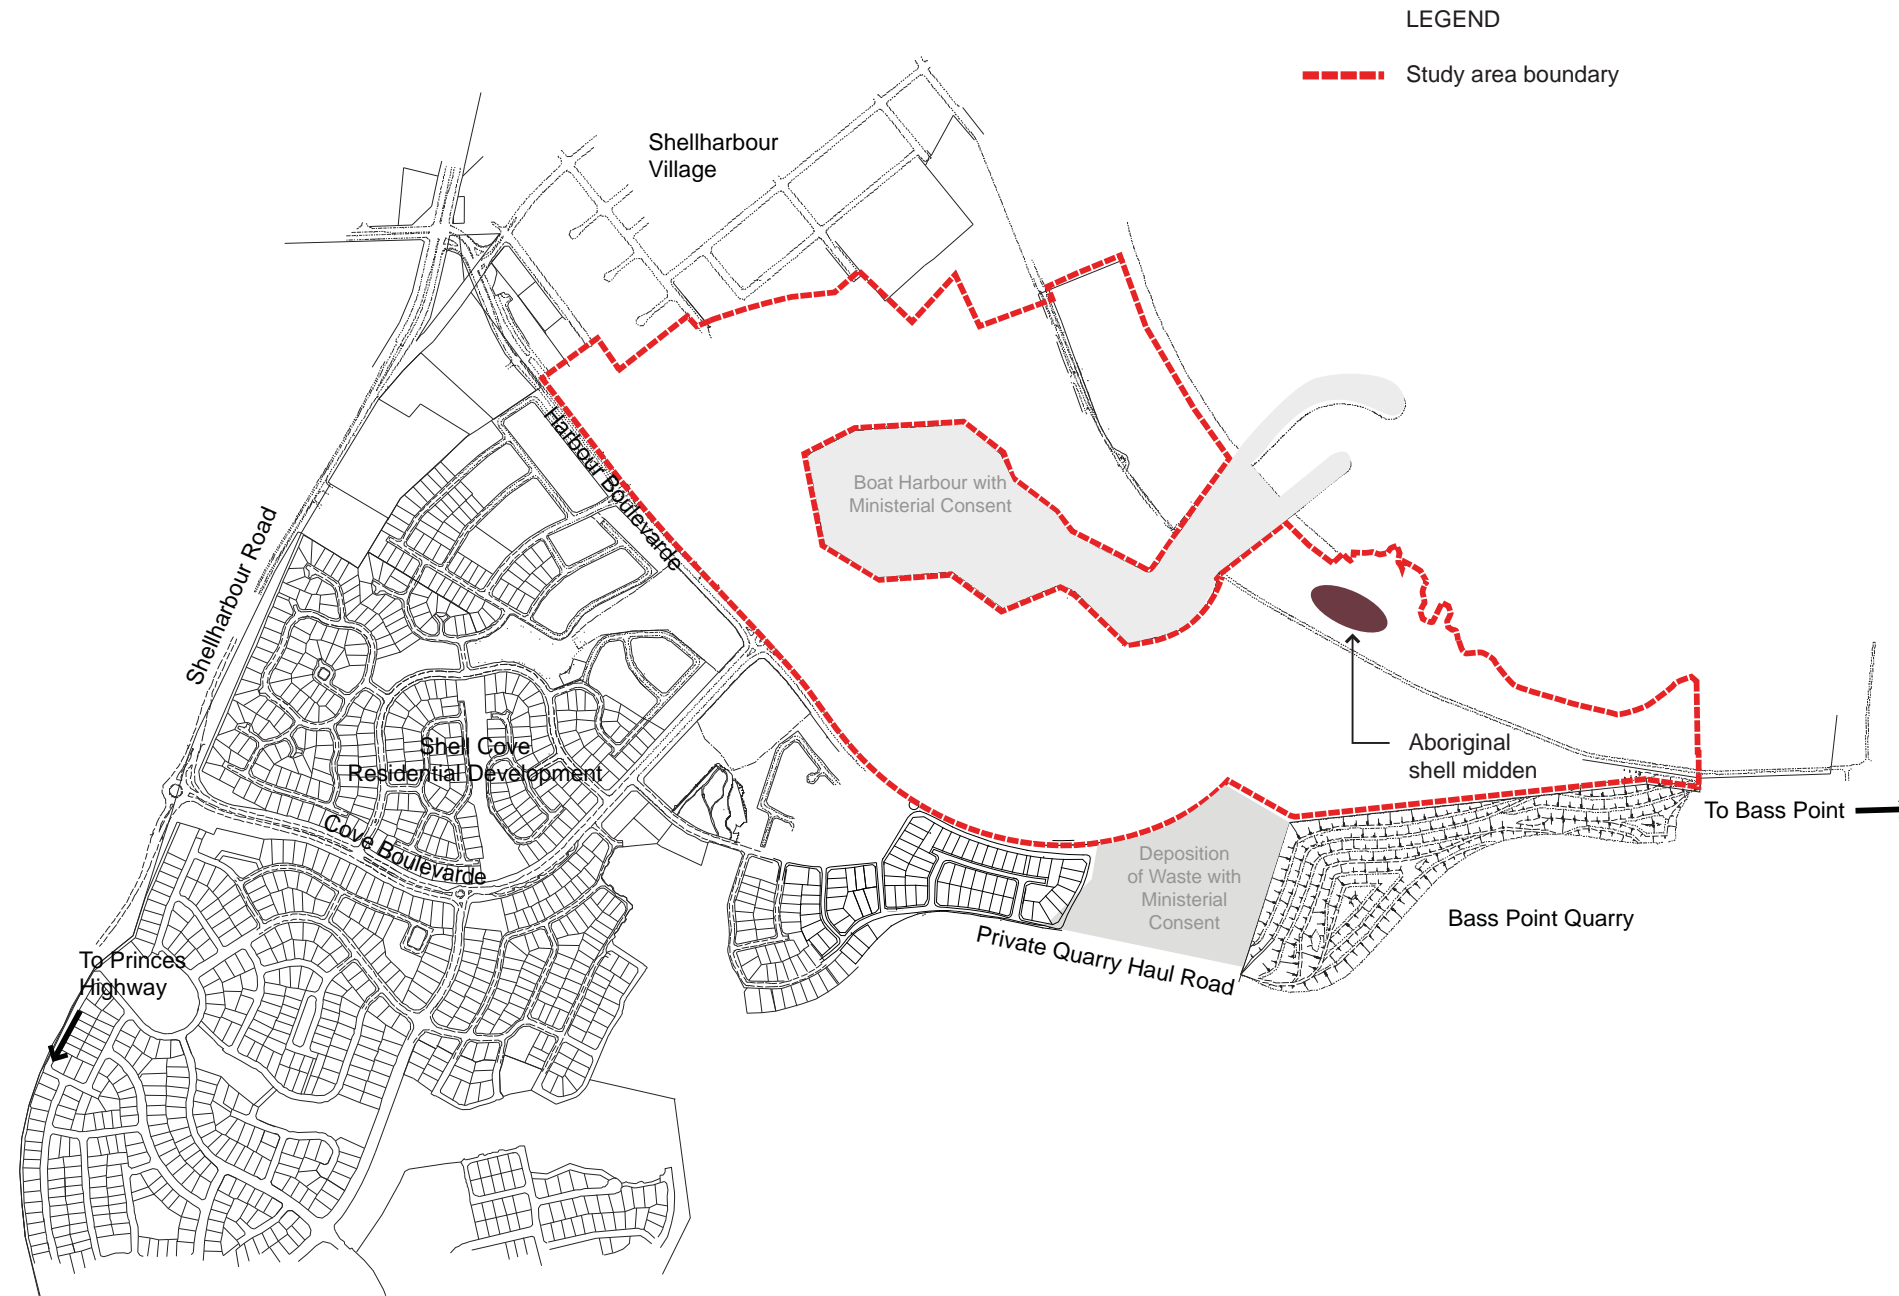 LEGEND
Study area boundary
Shellharbour
Village
Harbour Boulevarde
Boat Harbour with
Ministerial Consent
Shellharbour Road
Shell Cove
Residential Development
Aboriginal
shell midden
To Bass Point
Cove Boulevarde
Deposition
of Waste with
Ministerial
Consent
Bass Point Quarry
Private Quarry Haul Road
To Princes
Highway